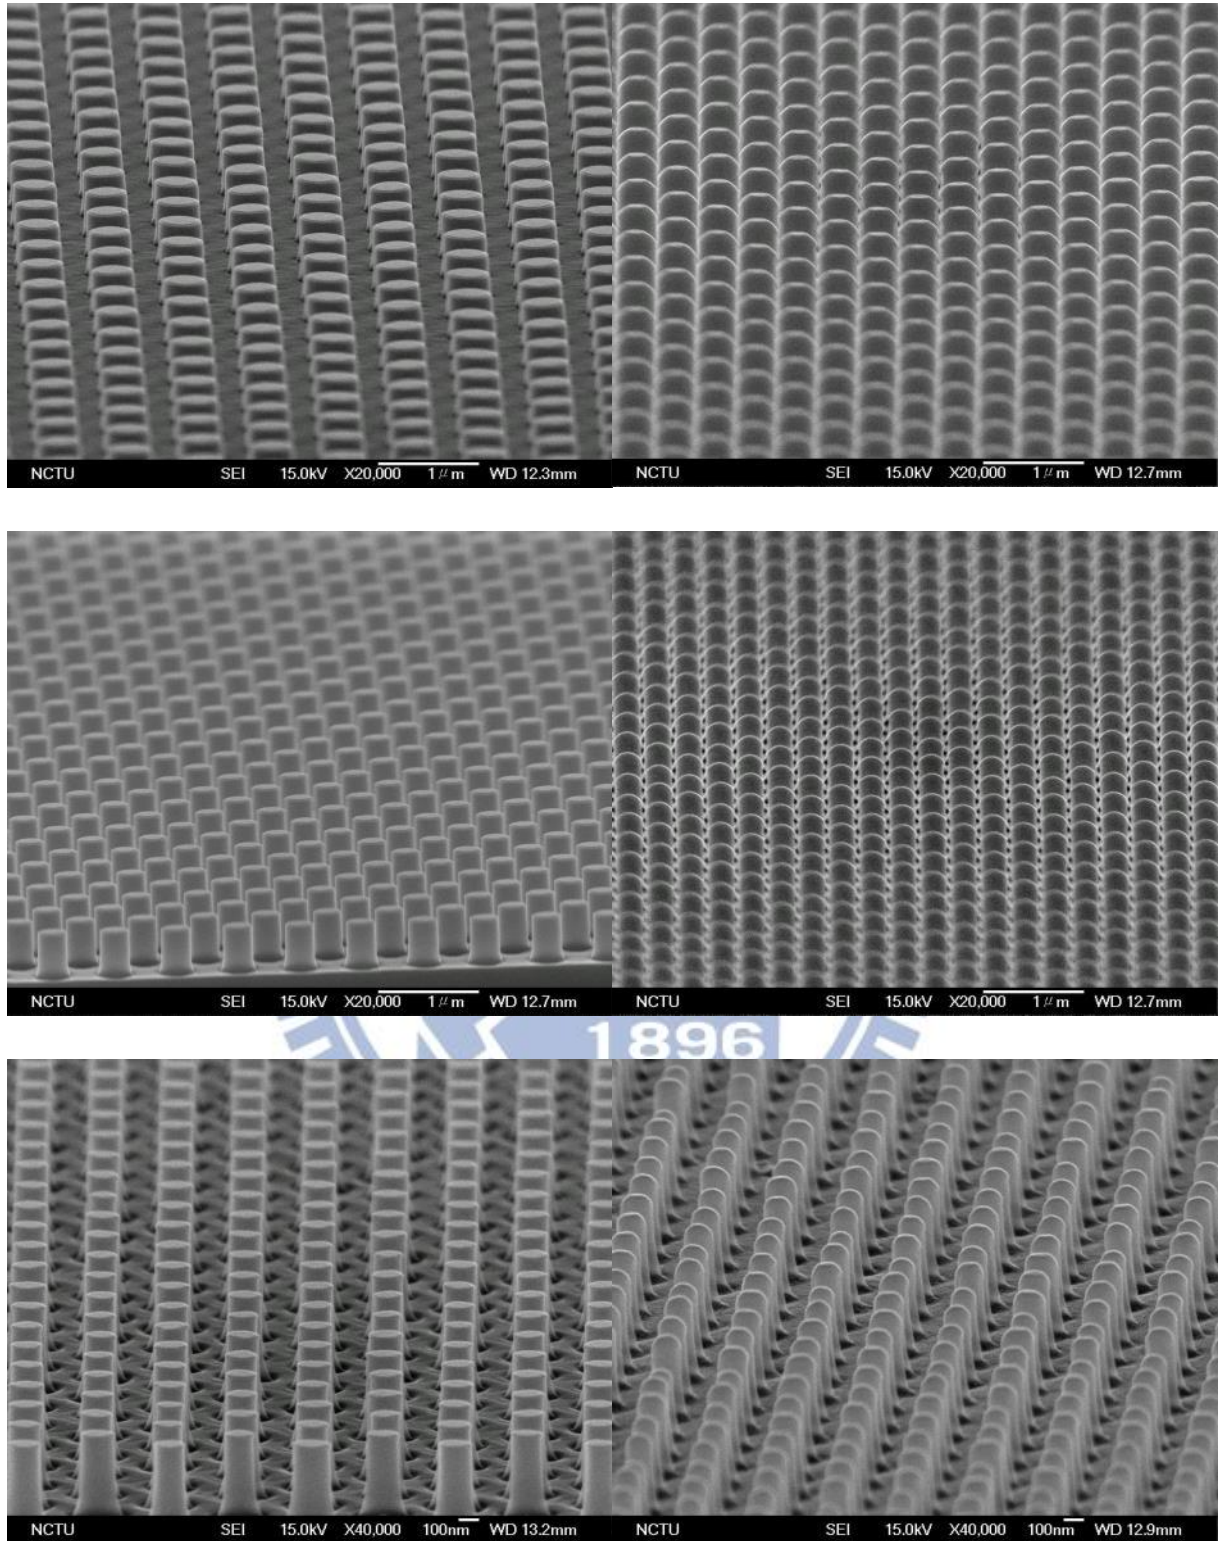 NCTU SEI 15.0kV X20,000 1μm WD 12.3mm
NCTU SEI 15.0kV X20,000 1μm WD 12.7mm
NCTU SEI 15.0kV X20,000 1μm WD 12.7mm
NCTU SEI 15.0kV X20,000 1μm WD 12.7mm
1896
NCTU SEI 15.0kV X40,000 100nm WD 13.2mm
NCTU SEI 15.0kV X40,000 100nm WD 12.9mm